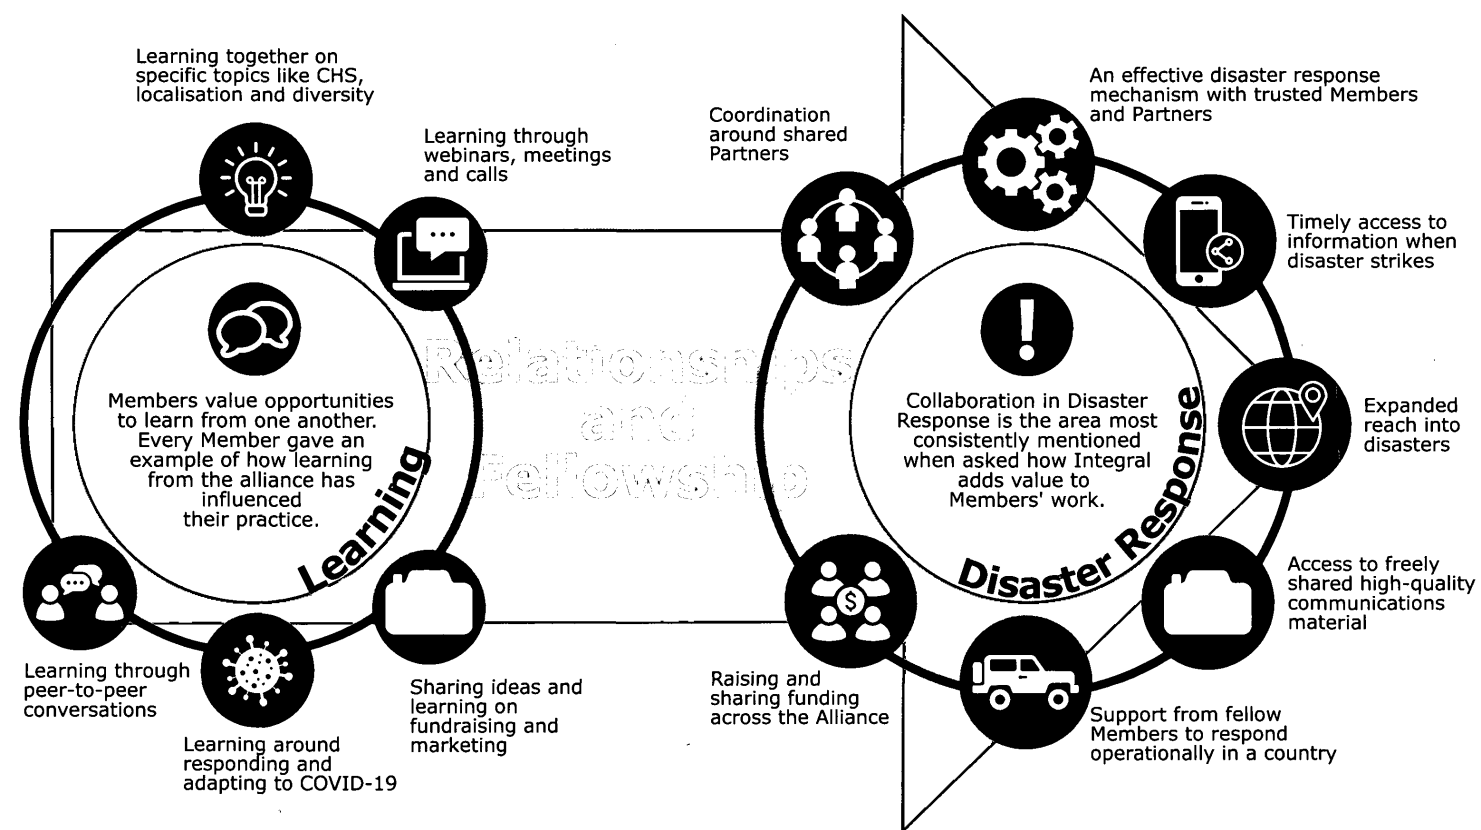 Learning together on
specific topics like CHS,
localisation and diversity
Learning through
webinars, meetings
and calls
Members value opportunities
to learn from one another.
Every Member gave an
example of how learning
from the alliance has
influenced
their practice.
Learning
Learning through
peer-to-peer
conversations
Learning around
responding and
adapting to COVID-19
Sharing ideas and
learning on
fundraising and
marketing
Relationships
and
Fellowship
Coordination
around shared
Partners
An effective disaster response
mechanism with trusted Members
and Partners
Timely access to
information when
disaster strikes
Expanded
reach into
disasters
Collaboration in Disaster
Response is the area most
consistently mentioned
when asked how Integral
adds value to
Members' work.
Disaster Response
Access to freely
shared high-quality
communications
material
Raising and
sharing funding
across the Alliance
$
Support from fellow
Members to respond
operationally in a country